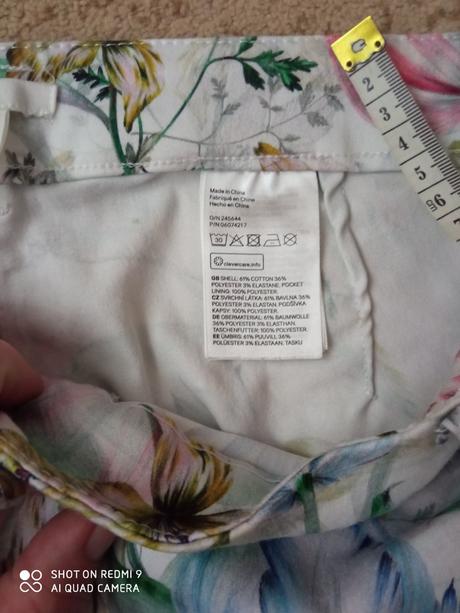 2
3
4
5
6
Made in China
Fabriqué en Chine
Hecho en China
O/N 245644
P/N 06074217
30
clevercare.info
GB SHELL: 61% COTTON 36%
POLYESTER 3% ELASTANE, POCKET
LINING: 100% POLYESTER.
CZ SVRCHNÍ LÁTKA: 61% BAVLNA 36%
POLYESTER 3% ELASTAN, PODŠÍVKA
KAPSY: 100% POLYESTER.
DE OBERMATERIAL: 61% BAUMWOLLE
36% POLYESTER 3% ELASTHAN,
TASCHENFUTTER: 100% POLYESTER.
EE ÜMBRIS: 61% PUUVILL 36%
POLÜESTER 3% ELASTAAN, TASKU
SHOT ON REDMI 9
AI QUAD CAMERA